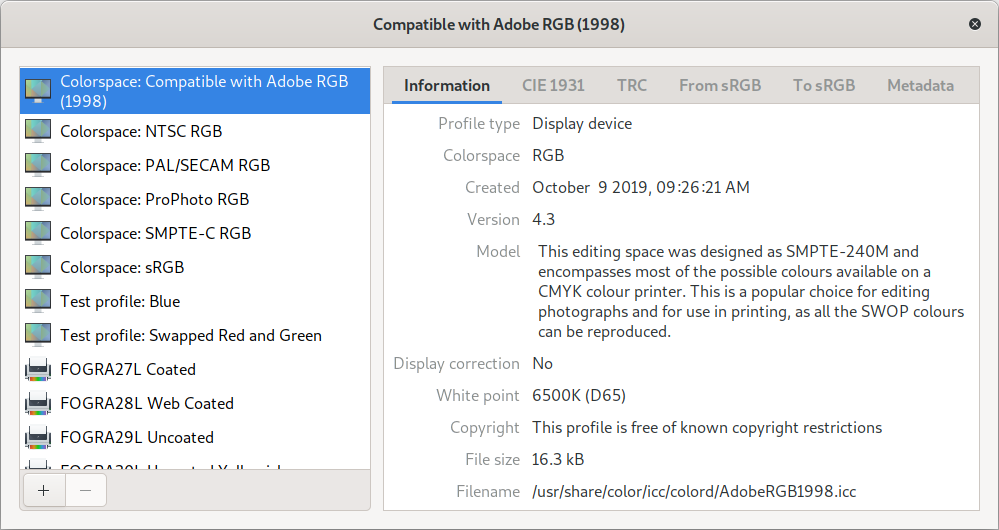 Compatible with Adobe RGB (1998)
Colorspace: Compatible with Adobe RGB
(1998)
Colorspace: NTSC RGB
Colorspace: PAL/SECAM RGB
Colorspace: ProPhoto RGB
Colorspace: SMPTE-C RGB
Colorspace: sRGB
Test profile: Blue
Test profile: Swapped Red and Green
FOGRA27L Coated
FOGRA28L Web Coated
FOGRA29L Uncoated
Information CIE 1931 TRC From sRGB To sRGB Metadata
Profile type Display device
Colorspace RGB
Created October 9 2019, 09:26:21 AM
Version 4.3
Model This editing space was designed as SMPTE-240M and
encompasses most of the possible colours available on a
CMYK colour printer. This is a popular choice for editing
photographs and for use in printing, as all the SWOP colours
can be reproduced.
Display correction No
White point 6500K (D65)
Copyright This profile is free of known copyright restrictions
File size 16.3 kB
Filename /usr/share/color/icc/colord/AdobeRGB1998.icc